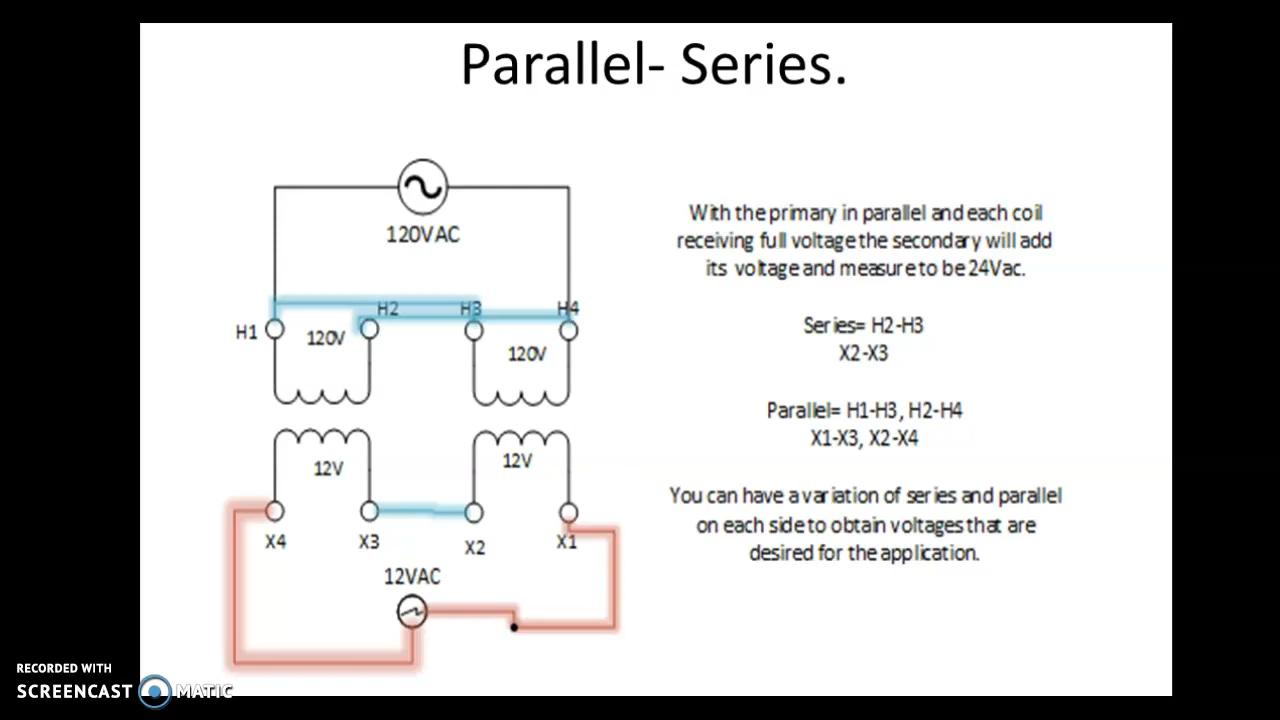 Parallel- Series.
120VAC
H1
H2
H3
H4
120V
120V
12V
12V
X4
X3
X2
X1
12VAC
With the primary in parallel and each coil
receiving full voltage the secondary will add
its voltage and measure to be 24Vac.
Series= H2-H3
X2-X3
Parallel= H1-H3, H2-H4
X1-X3, X2-X4
You can have a variation of series and parallel
on each side to obtain voltages that are
desired for the application.
RECORDED WITH
SCREENCAST MATIC